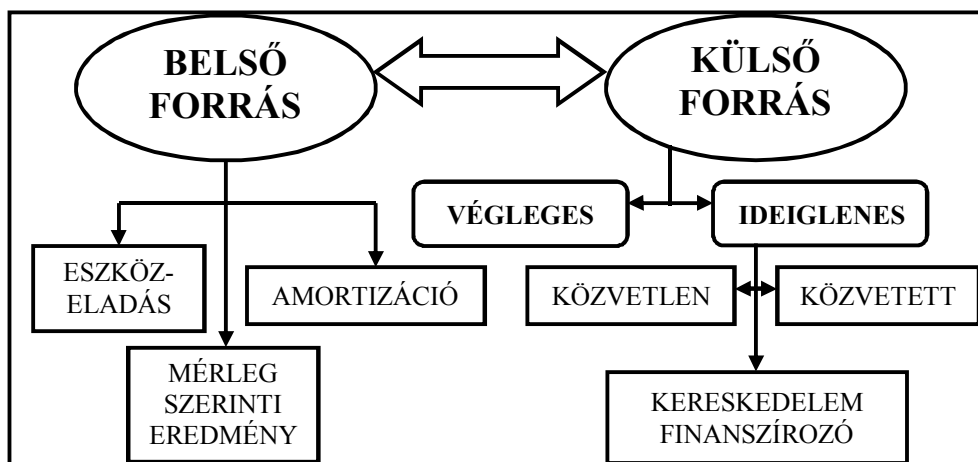 BELSŐ
FORRÁS
KÜLSŐ
FORRÁS
VÉGLEGES
IDEIGLENES
ESZKÖZ-
ELADÁS
AMORTIZÁCIÓ
KÖZVETLEN
KÖZVETETT
MÉRLEG
SZERINTI
EREDMÉNY
KERESKEDELEM
FINANSZÍROZÓ